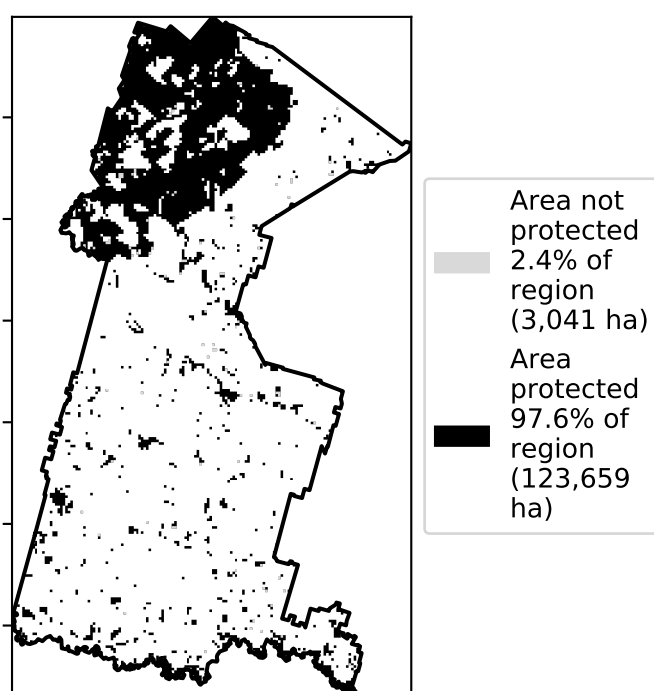 Area not
protected
2.4% of
region
(3,041 ha)
Area
protected
97.6% of
region
(123,659
ha)